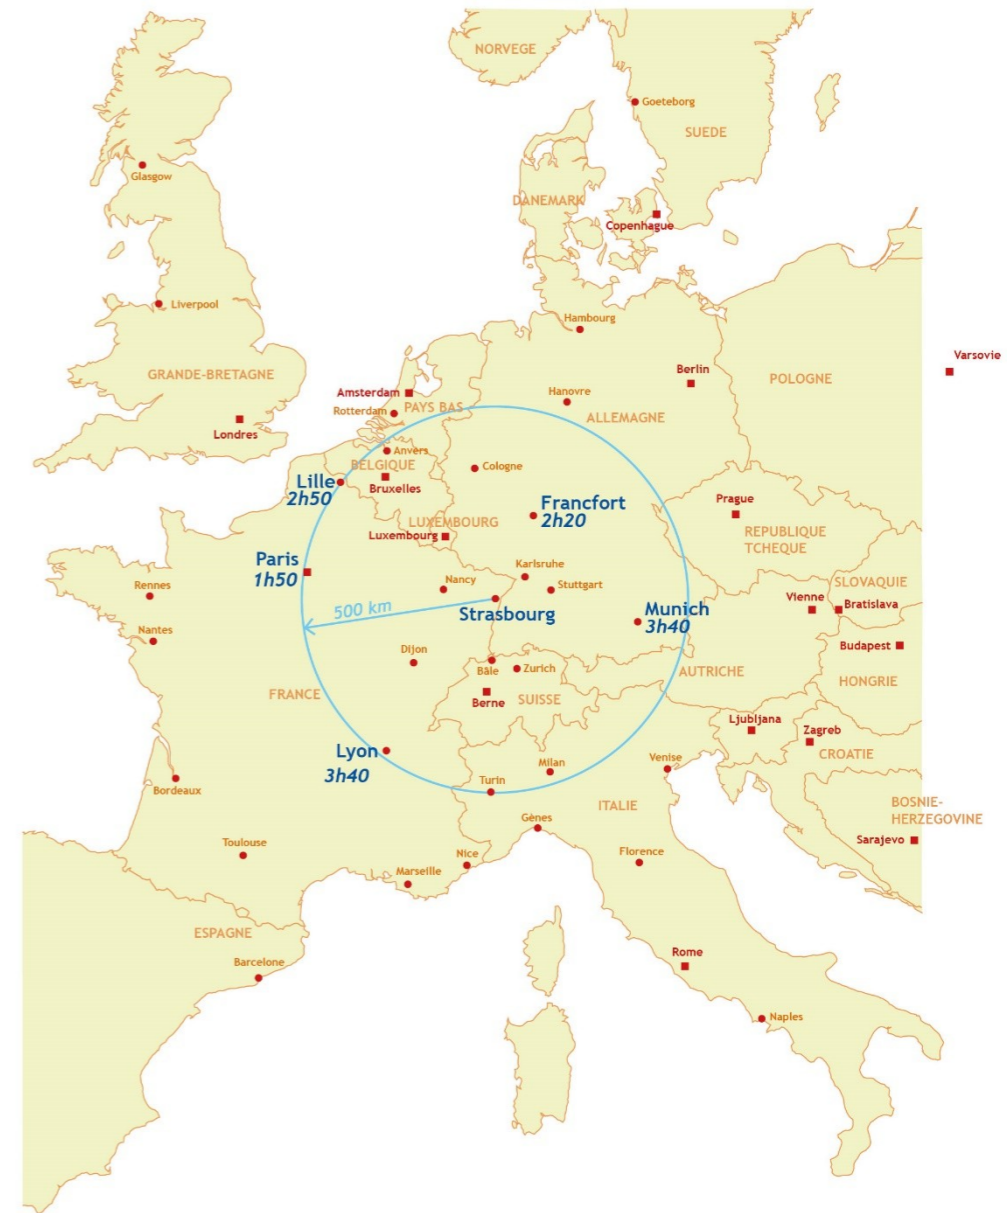 NORVEGE
Goeteborg
SUEDE
Glasgow
DANEMARK
Copenhague
Liverpool
Hambourg
Varsovie
GRANDE-BRETAGNE
Berlin
POLOGNE
Amsterdam
Hanovre
Rotterdam
PAYS BAS
ALLEMAGNE
Londres
Anvers
BELGIQUE
Cologne
Lille
2h50
Bruxelles
Francfort
2h20
Prague
LUXEMBOURG
Luxembourg
REPUBLIQUE
TCHEQUE
Paris
1h50
Karlsruhe
Nancy
Stuttgart
Rennes
SLOVAQUIE
Vienne
Bratislava
500 km
Strasbourg
Munich
3h40
Nantes
Budapest
Dijon
Bâle
Zurich
AUTRICHE
HONGRIE
FRANCE
Berne
SUISSE
Ljubljana
Zagreb
Lyon
3h40
CROATIE
Milan
Venise
Turin
Bordeaux
ITALIE
BOSNIE-
HERZEGOVINE
Gènes
Sarajevo
Toulouse
Nice
Florence
Marseille
ESPAGNE
Barcelone
Rome
Naples